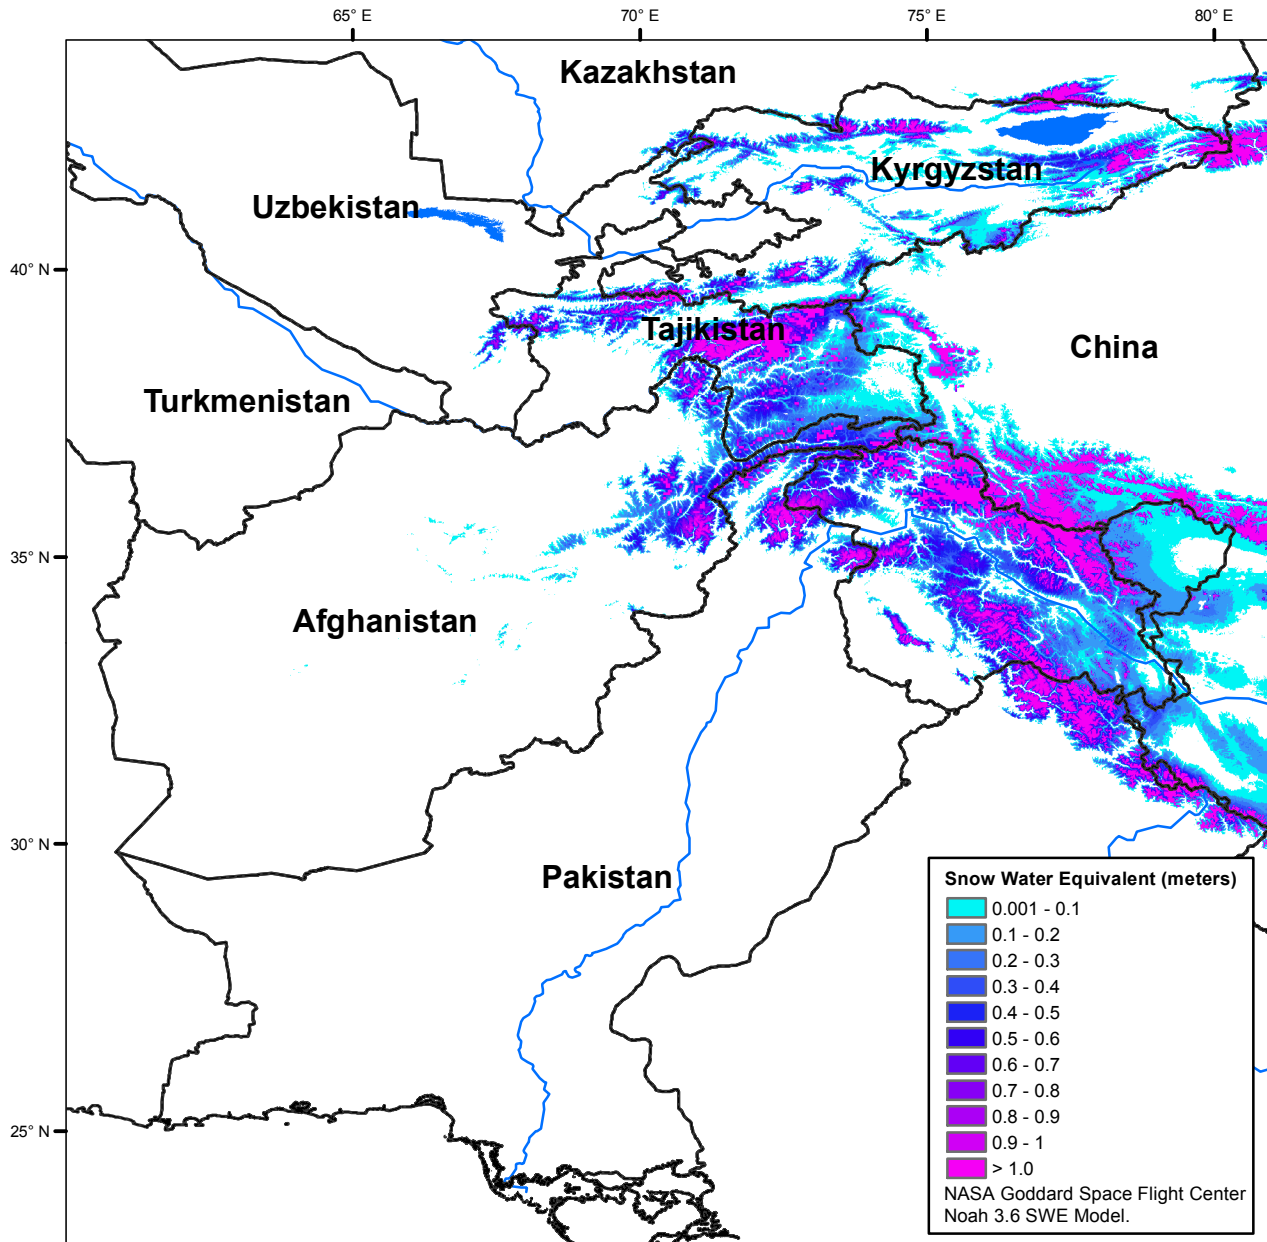 65° E
70° E
75° E
80° E
Kazakhstan
Kyrgyzstan
Uzbekistan
40° N
Tajikistan
China
Turkmenistan
35° N
Afghanistan
30° N
Pakistan
25° N
Snow Water Equivalent (meters)
0.001 - 0.1
0.1 - 0.2
0.2 - 0.3
0.3 - 0.4
0.4 - 0.5
0.5 - 0.6
0.6 - 0.7
0.7 - 0.8
0.8 - 0.9
0.9 - 1
> 1.0
NASA Goddard Space Flight Center
Noah 3.6 SWE Model.